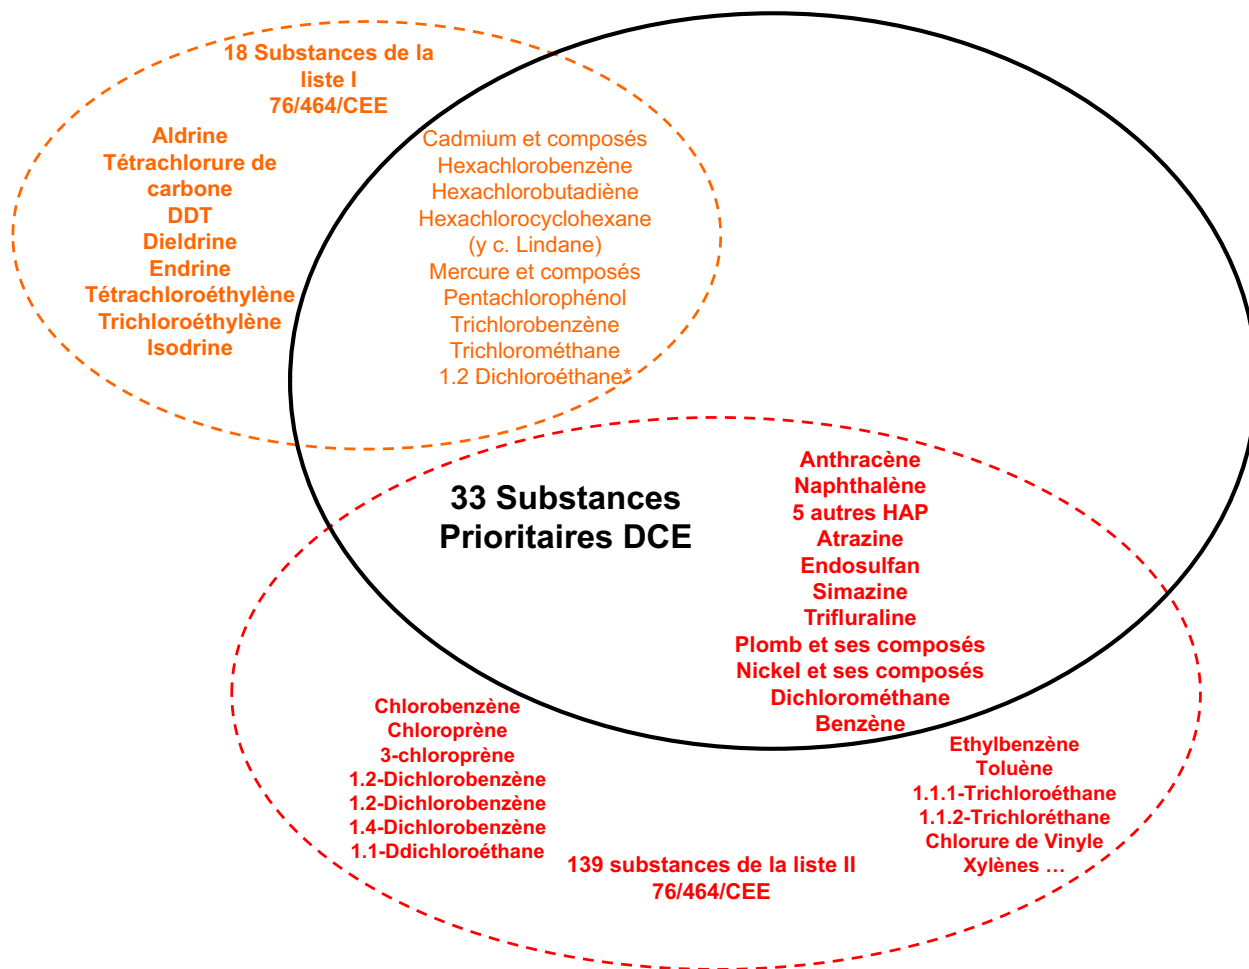 18 Substances de la
liste I
76/464/CEE
Aldrine
Tétrachlorure de
carbone
DDT
Dieldrine
Endrine
Tétrachloroéthylène
Trichloroéthylène
Isodrine
Cadmium et composés
Hexachlorobenzène
Hexachlorobutadiène
Hexachlorocyclohexane
(y c. Lindane)
Mercure et composés
Pentachlorophénol
Trichlorobenzène
Trichlorométhane
1.2 Dichloroéthane*
33 Substances
Prioritaires DCE
Anthracène
Naphthalène
5 autres HAP
Atrazine
Endosulfan
Simazine
Trifluraline
Plomb et ses composés
Nickel et ses composés
Dichlorométhane
Benzène
Chlorobenzène
Chloroprène
3-chloroprène
1.2-Dichlorobenzène
1.2-Dichlorobenzène
1.4-Dichlorobenzène
1.1-Ddichloroéthane
139 substances de la liste II
76/464/CEE
Ethylbenzène
Toluène
1.1.1-Trichloroéthane
1.1.2-Trichloréthane
Chlorure de Vinyle
Xylènes …